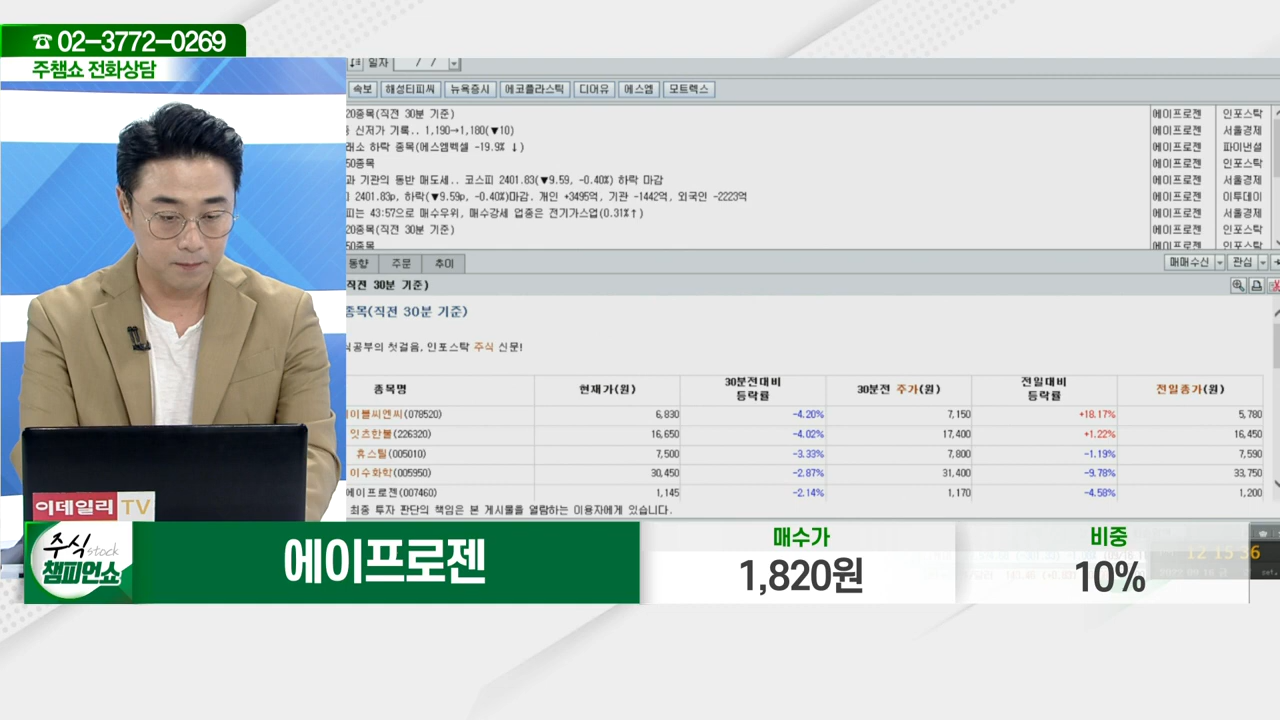 ☎ 02-3772-0269
주챔쇼 전화상담
일자 / /
속보 해성티피씨 뉴욕증시 에코플라스틱 디어유 에스엠 모트렉스
20종목(직전 30분 기준) 에이프로젠 인포스탁
신저가 기록.. 1,190→1,180(▼10) 에이프로젠 서울경제
래소 하락 종목(에스엠벡셀 -19.9% ↓) 에이프로젠 파이낸셜
50종목 에이프로젠 인포스탁
과 기관의 동반 매도세.. 코스피 2401.83(▼9.59, -0.40%) 하락 마감 에이프로젠 서울경제
2401.83p, 하락(▼9.59p, -0.40%)마감. 개인 +3495억, 기관 -1442억, 외국인 -2223억 에이프로젠 이투데이
피는 43:57으로 매수우위, 매수강세 업종은 전기가스업(0.31%↑) 에이프로젠 서울경제
20종목(직전 30분 기준) 에이프로젠 인포스탁
50종목 에이프로젠 인포스탁
동향 주문 추이 매매수신 관심
직전 30분 기준)
종목(직전 30분 기준)
식공부의 첫걸음, 인포스탁 주식 신문!
종목명 현재가(원) 30분전대비 등락률 30분전 주가(원) 전일대비 등락률 전일종가(원)
이블씨엔씨(078520) 6,830 -4.20% 7,150 +18.17% 5,780
잇츠한불(226320) 16,650 -4.02% 17,400 +1.22% 16,450
휴스틸(005010) 7,500 -3.33% 7,800 -1.19% 7,590
이수화학(005950) 30,450 -2.87% 31,400 -9.78% 33,750
에이프로젠(007460) 1,145 -2.14% 1,170 -4.58% 1,200
최종 투자 판단의 책임은 본 게시물을 열람하는 이용자에게 있습니다.
이데일리 TV
주식 stock
챔피언쇼
에이프로젠
매수가
1,820원
비중
10%
12 15 36